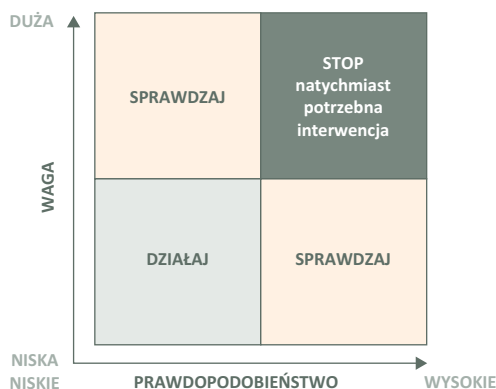 DUŻA
SPRAWDZAJ
STOP
natychmiast
potrzebna
interwencja
WAGA
DZIAŁAJ
SPRAWDZAJ
NISKA
NISKIE
PRAWDOPODOBIEŃSTWO
WYSOKIE